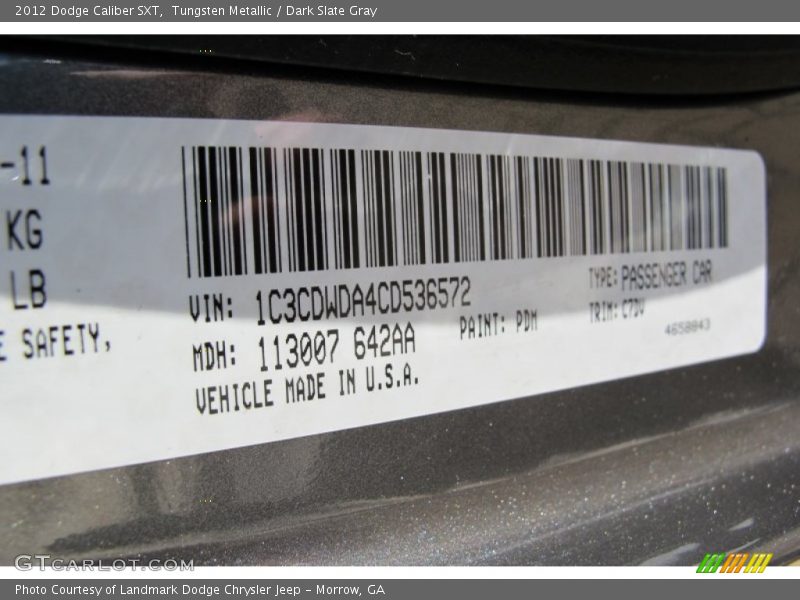 2012 Dodge Caliber SXT,  Tungsten Metallic / Dark Slate Gray
-11
KG
LB
E SAFETY,
VIN: 1C3CDWDA4CD536572
TYPE: PASSENGER CAR
MDH: 113007 642AA
PAINT: PDM
TRIM: C7DV
VEHICLE MADE IN U.S.A.
4658043
GTCARLOT.COM
Photo Courtesy of Landmark Dodge Chrysler Jeep – Morrow, GA